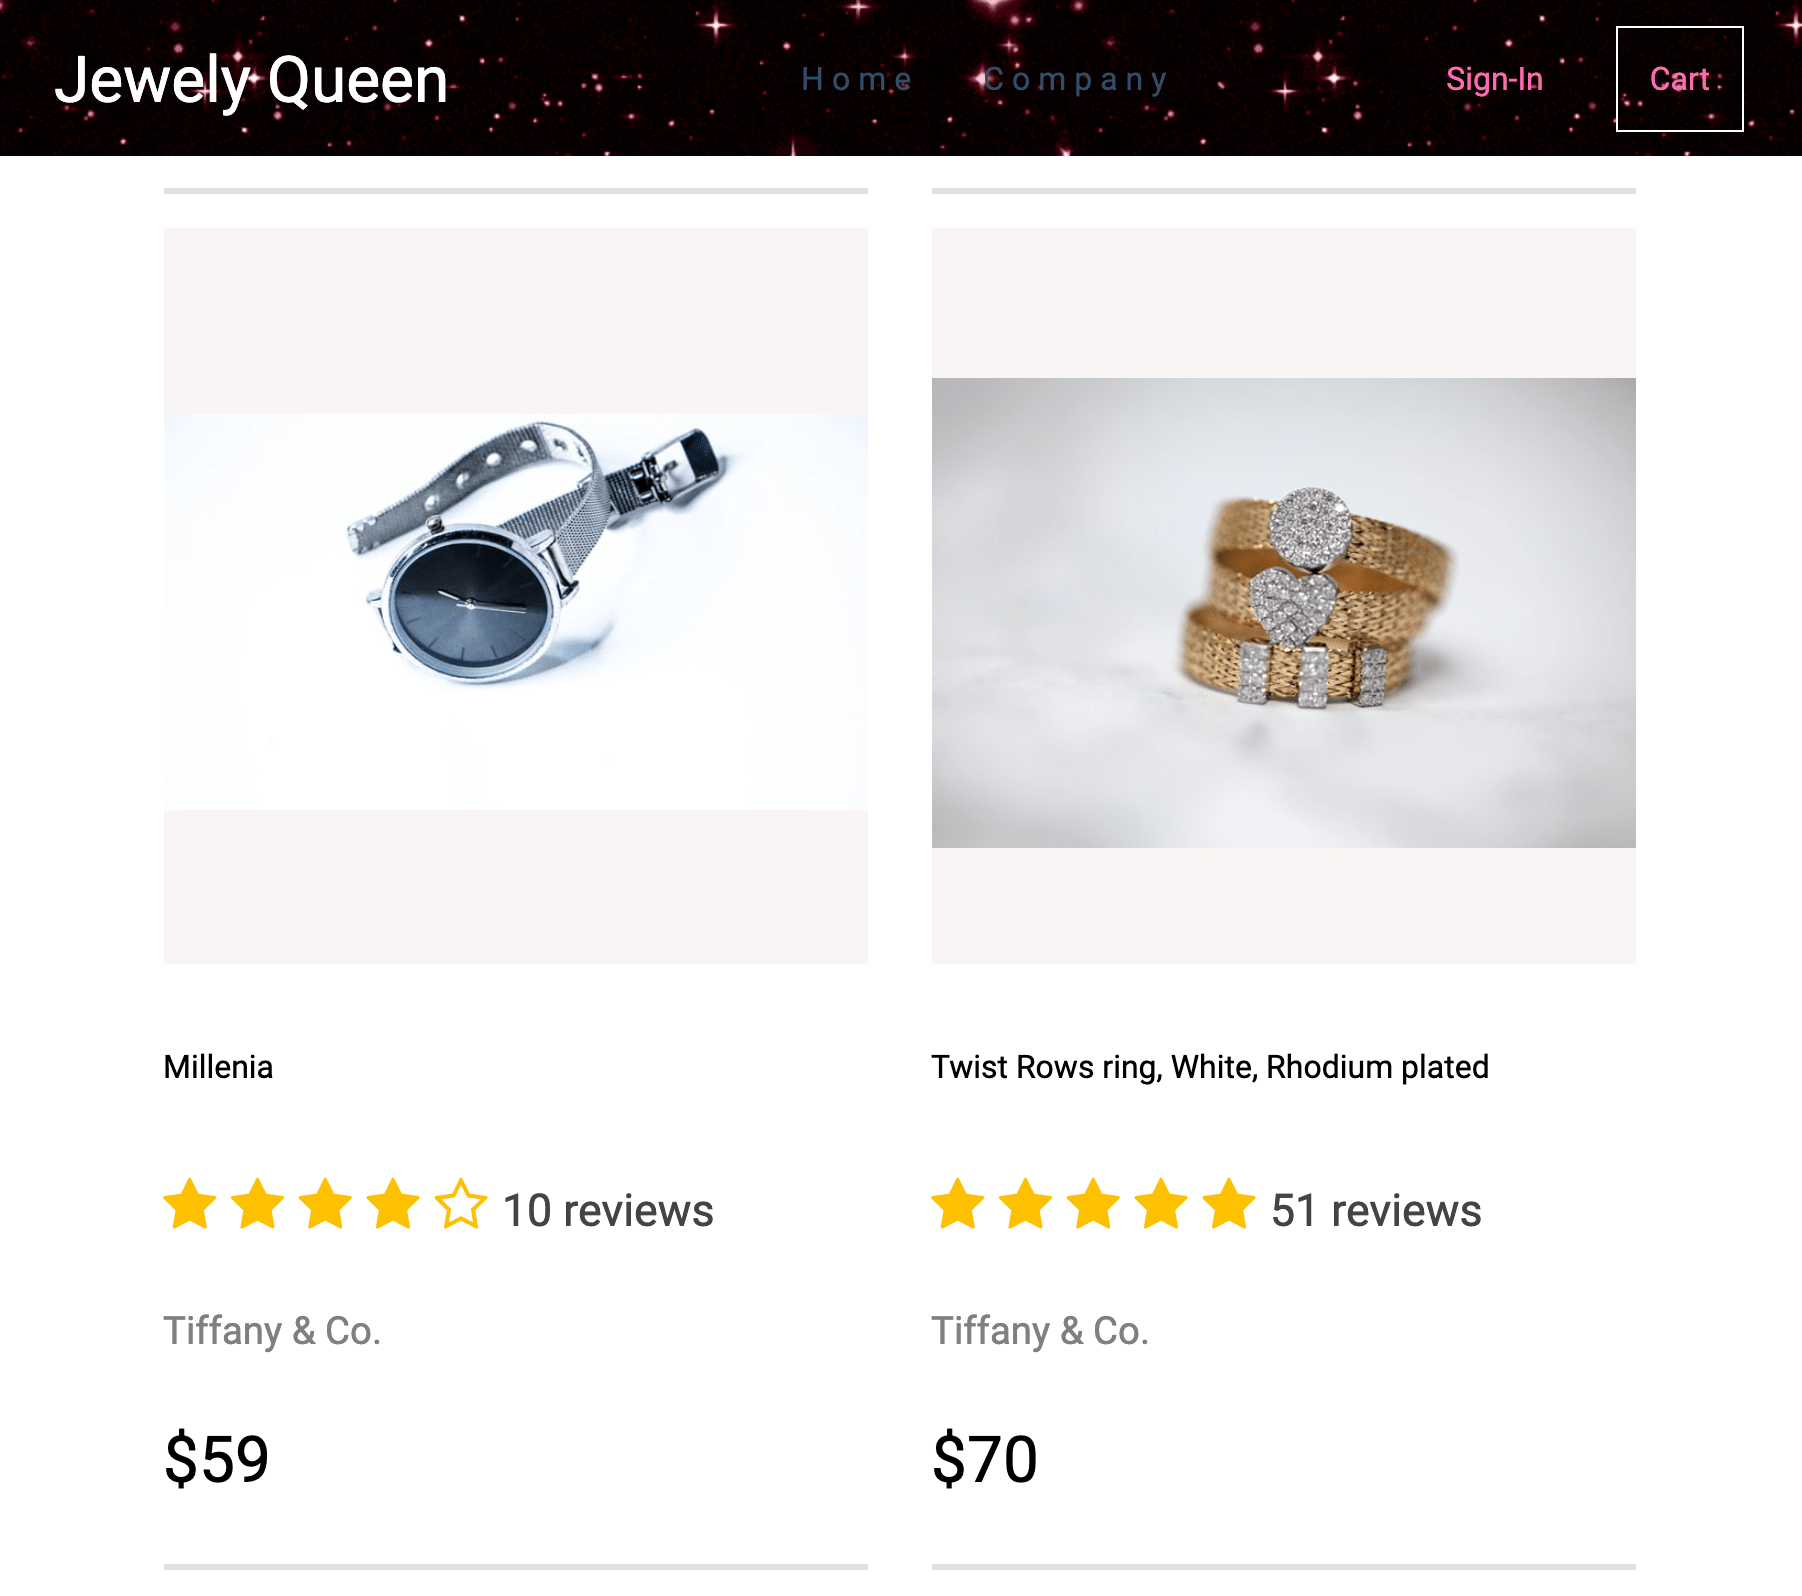 Jewely Queen
Home Company Sign-In Cart
Millenia
10 reviews
Tiffany & Co.
$59
Twist Rows ring, White, Rhodium plated
51 reviews
Tiffany & Co.
$70